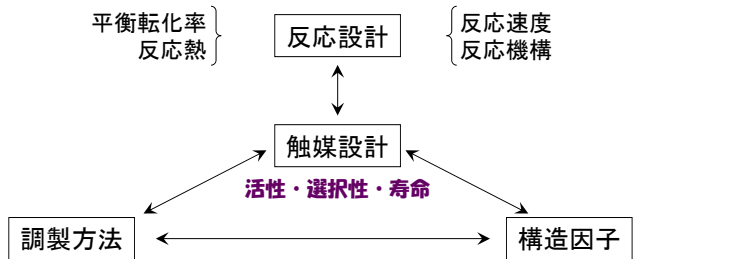 平衡転化率
反応熱
反応設計
反応速度
反応機構
触媒設計
活性・選択性・寿命
調製方法
構造因子